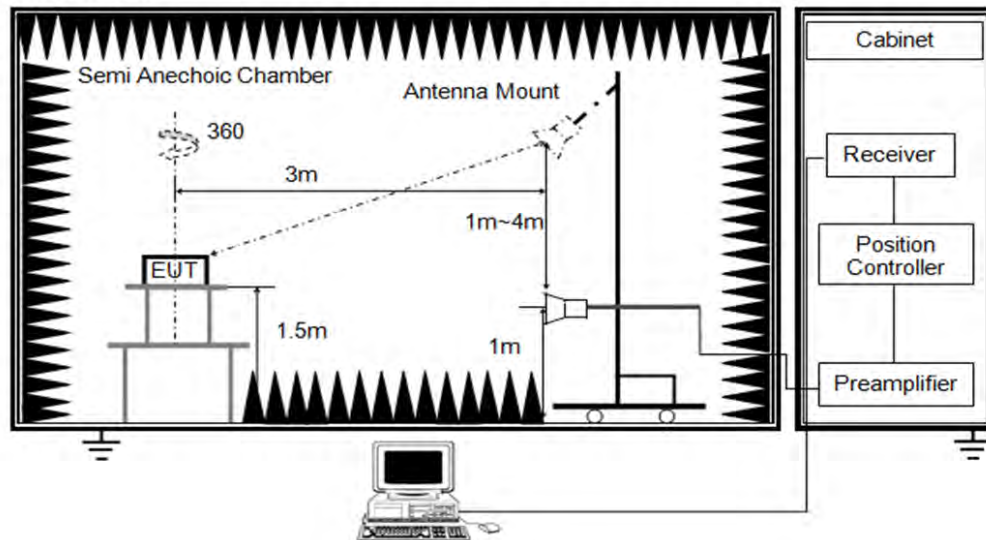 Semi Anechoic Chamber
Antenna Mount
360
3m
1m~4m
EUT
1.5m
1m
Cabinet
Receiver
Position
Controller
Preamplifier